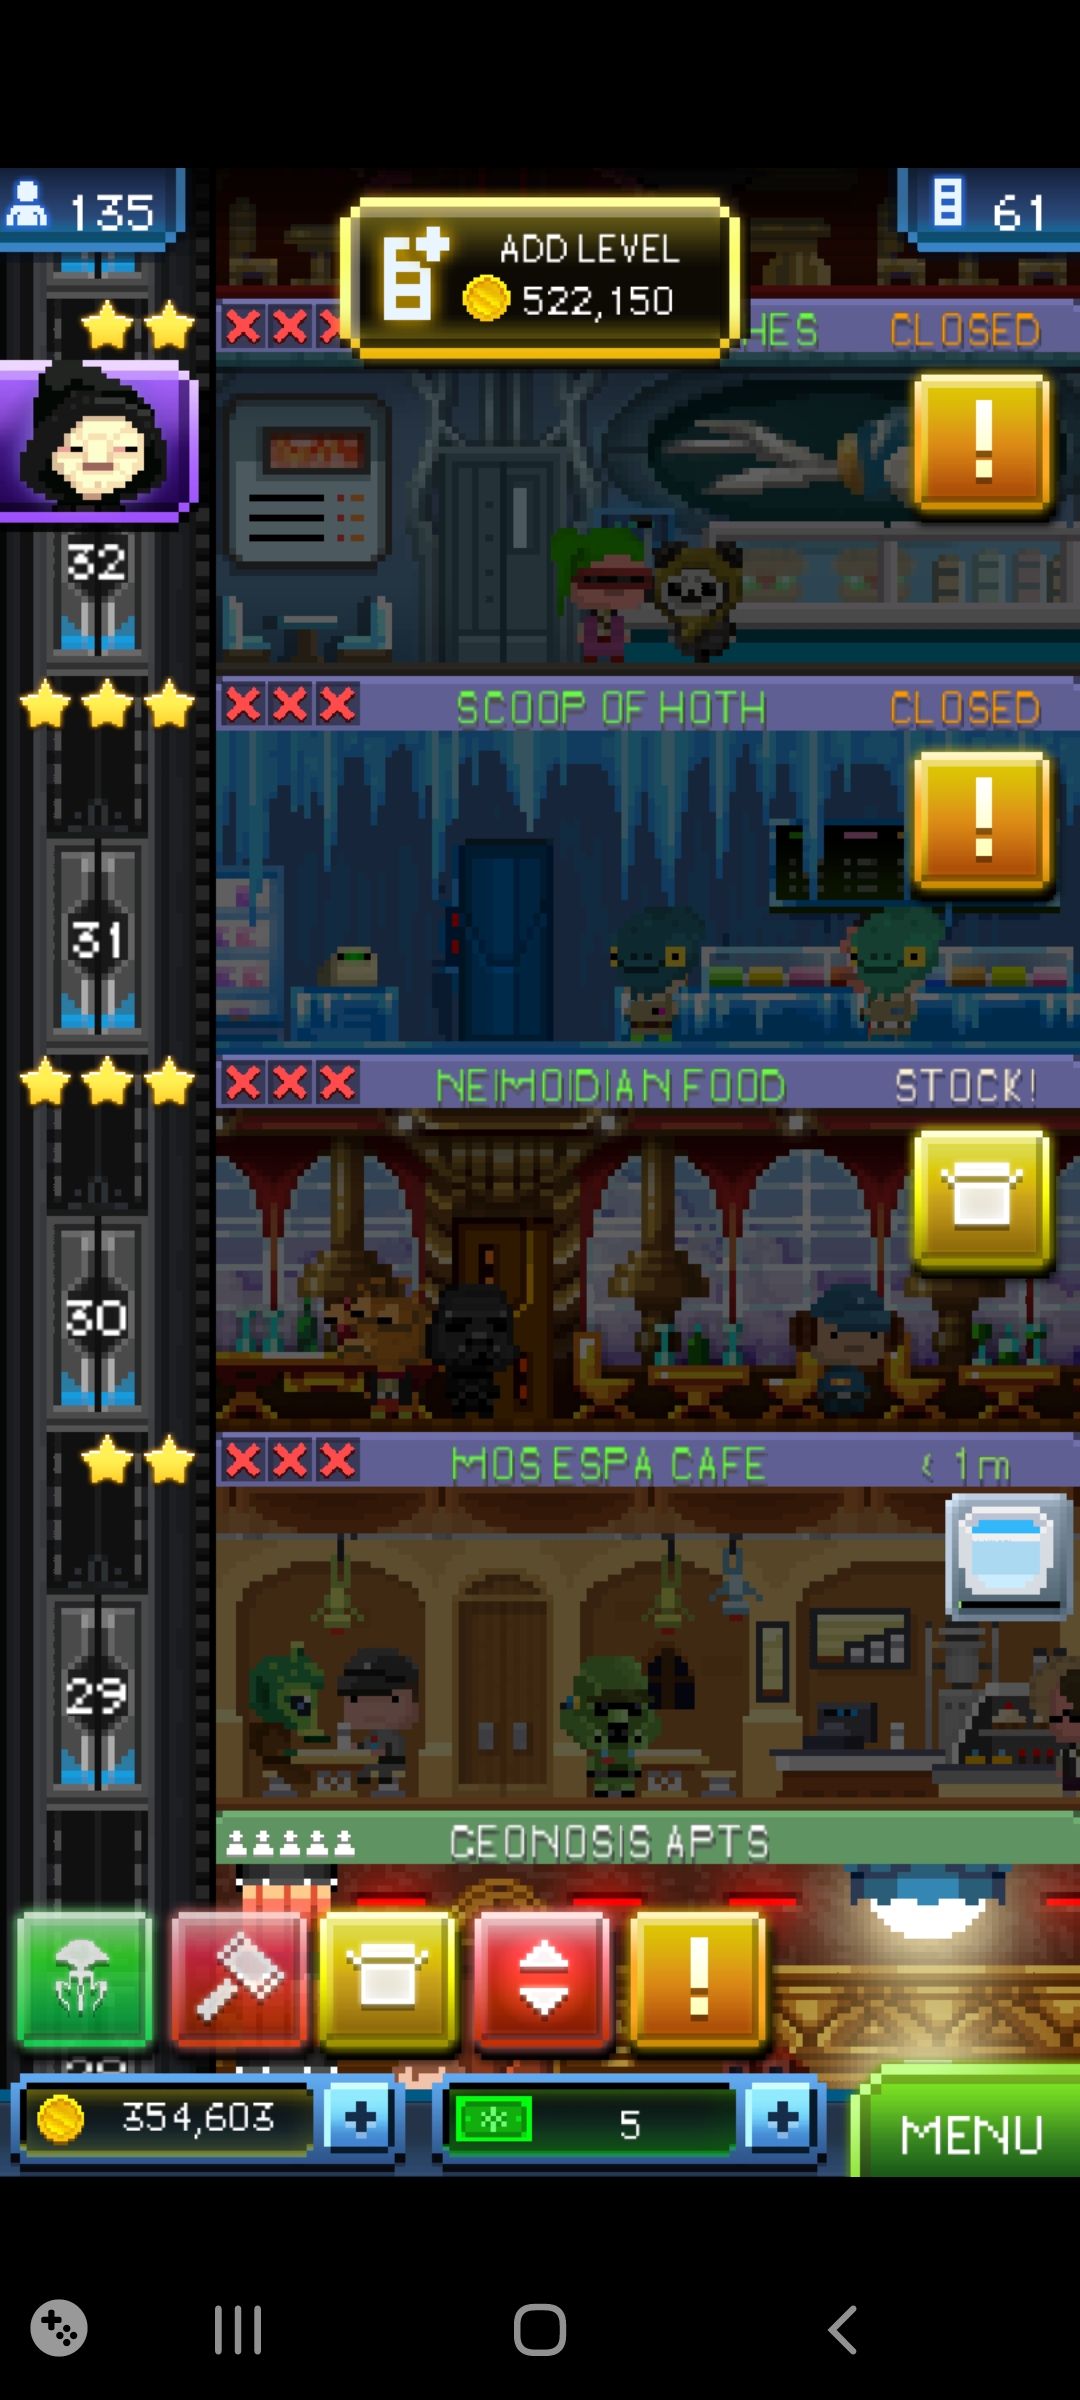 135
ADD LEVEL
522,150
61
HES CLOSED
32
SCOOP OF HOTH CLOSED
31
NEIMOIDIAN FOOD STOCK!
30
MOS ESPA CAFE < 1m
29
GEONOSIS APTS
354,603
5
MENU